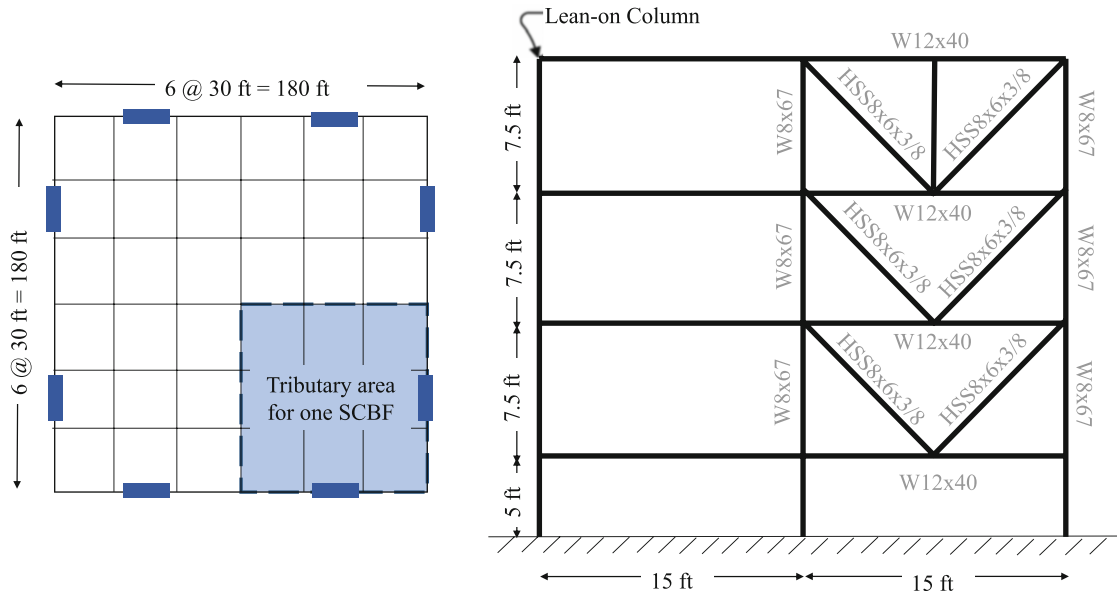 Lean-on Column
6 @ 30 ft = 180 ft
6 @ 30 ft = 180 ft
Tributary area
for one SCBF
W12x40
7.5 ft
W8x67
HSS8x6x3/8
HSS8x6x3/8
W8x67
W12x40
7.5 ft
W8x67
HSS8x6x3/8
HSS8x6x3/8
W8x67
W12x40
7.5 ft
W8x67
HSS8x6x3/8
HSS8x6x3/8
W8x67
W12x40
5 ft
15 ft
15 ft